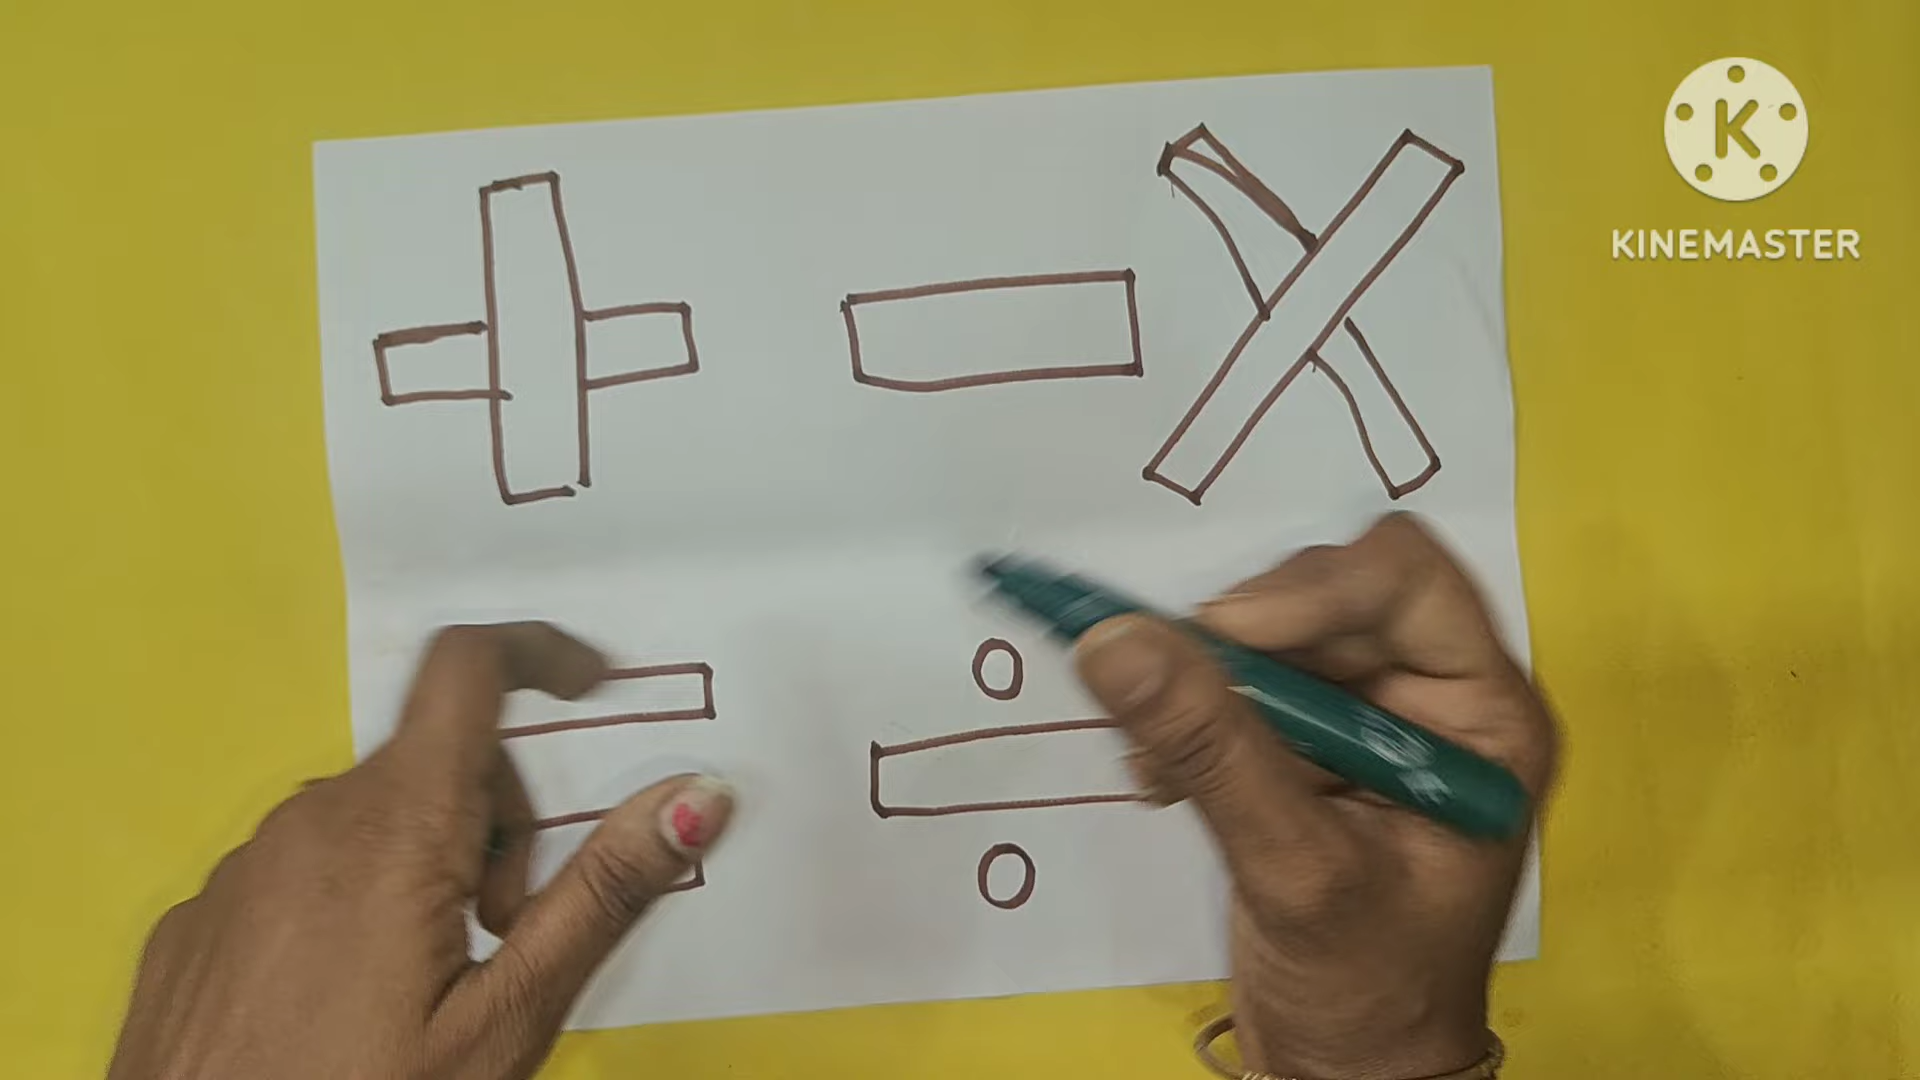 + − ×
= ÷
K
KINEMASTER